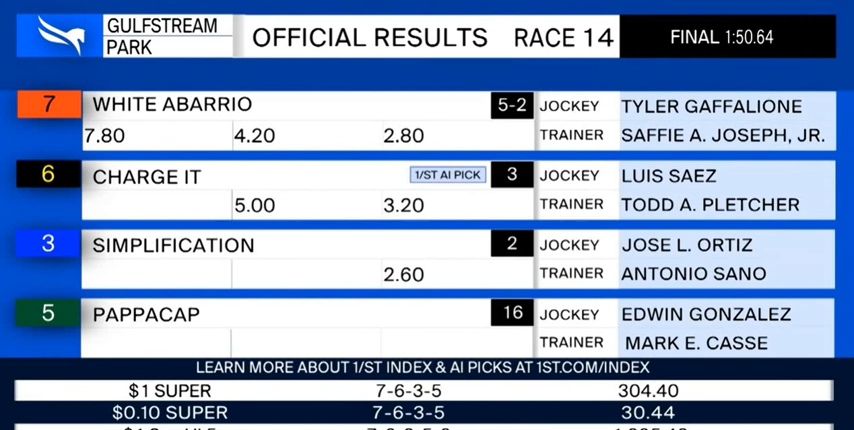 GULFSTREAM PARK OFFICIAL RESULTS RACE 14 FINAL 1:50.64
7 WHITE ABARRIO 5-2 JOCKEY TYLER GAFFALIONE
7.80 4.20 2.80 TRAINER SAFFIE A. JOSEPH, JR.
6 CHARGE IT 1/ST AI PICK 3 JOCKEY LUIS SAEZ
5.00 3.20 TRAINER TODD A. PLETCHER
3 SIMPLIFICATION 2 JOCKEY JOSE L. ORTIZ
2.60 TRAINER ANTONIO SANO
5 PAPPACAP 16 JOCKEY EDWIN GONZALEZ
TRAINER MARK E. CASSE
LEARN MORE ABOUT 1/ST INDEX & AI PICKS AT 1ST.COM/INDEX
$1 SUPER 7-6-3-5 304.40
$0.10 SUPER 7-6-3-5 30.44